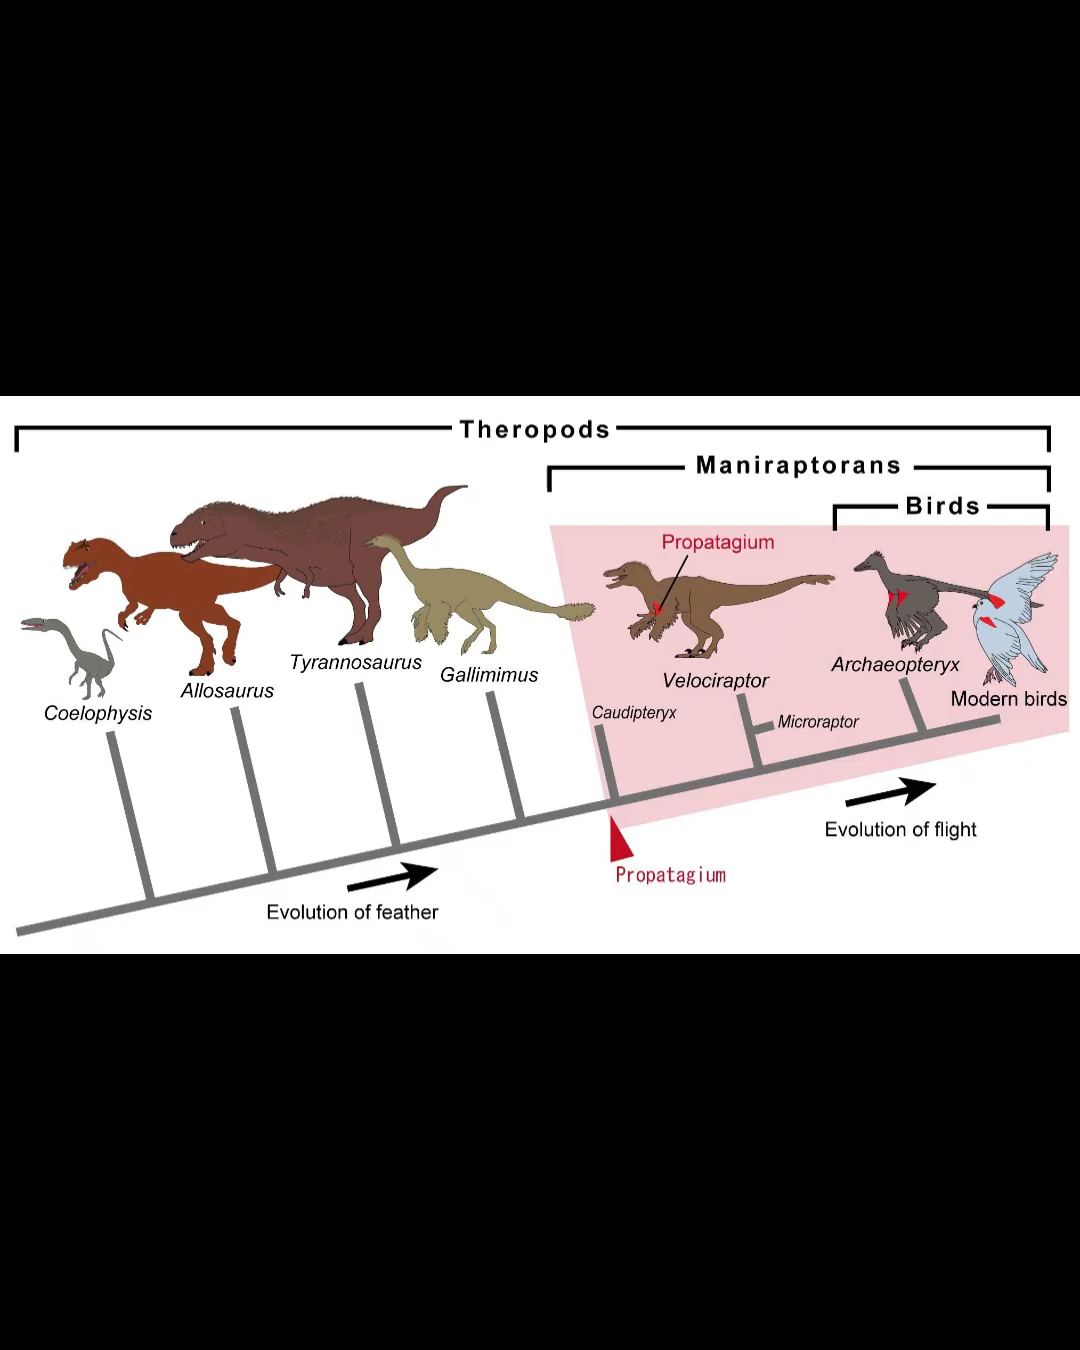 Theropods
Maniraptorans
Birds
Propatagium
Tyrannosaurus
Gallimimus
Allosaurus
Coelophysis
Velociraptor
Archaeopteryx
Modern birds
Caudipteryx
Microraptor
Evolution of flight
Propatagium
Evolution of feather